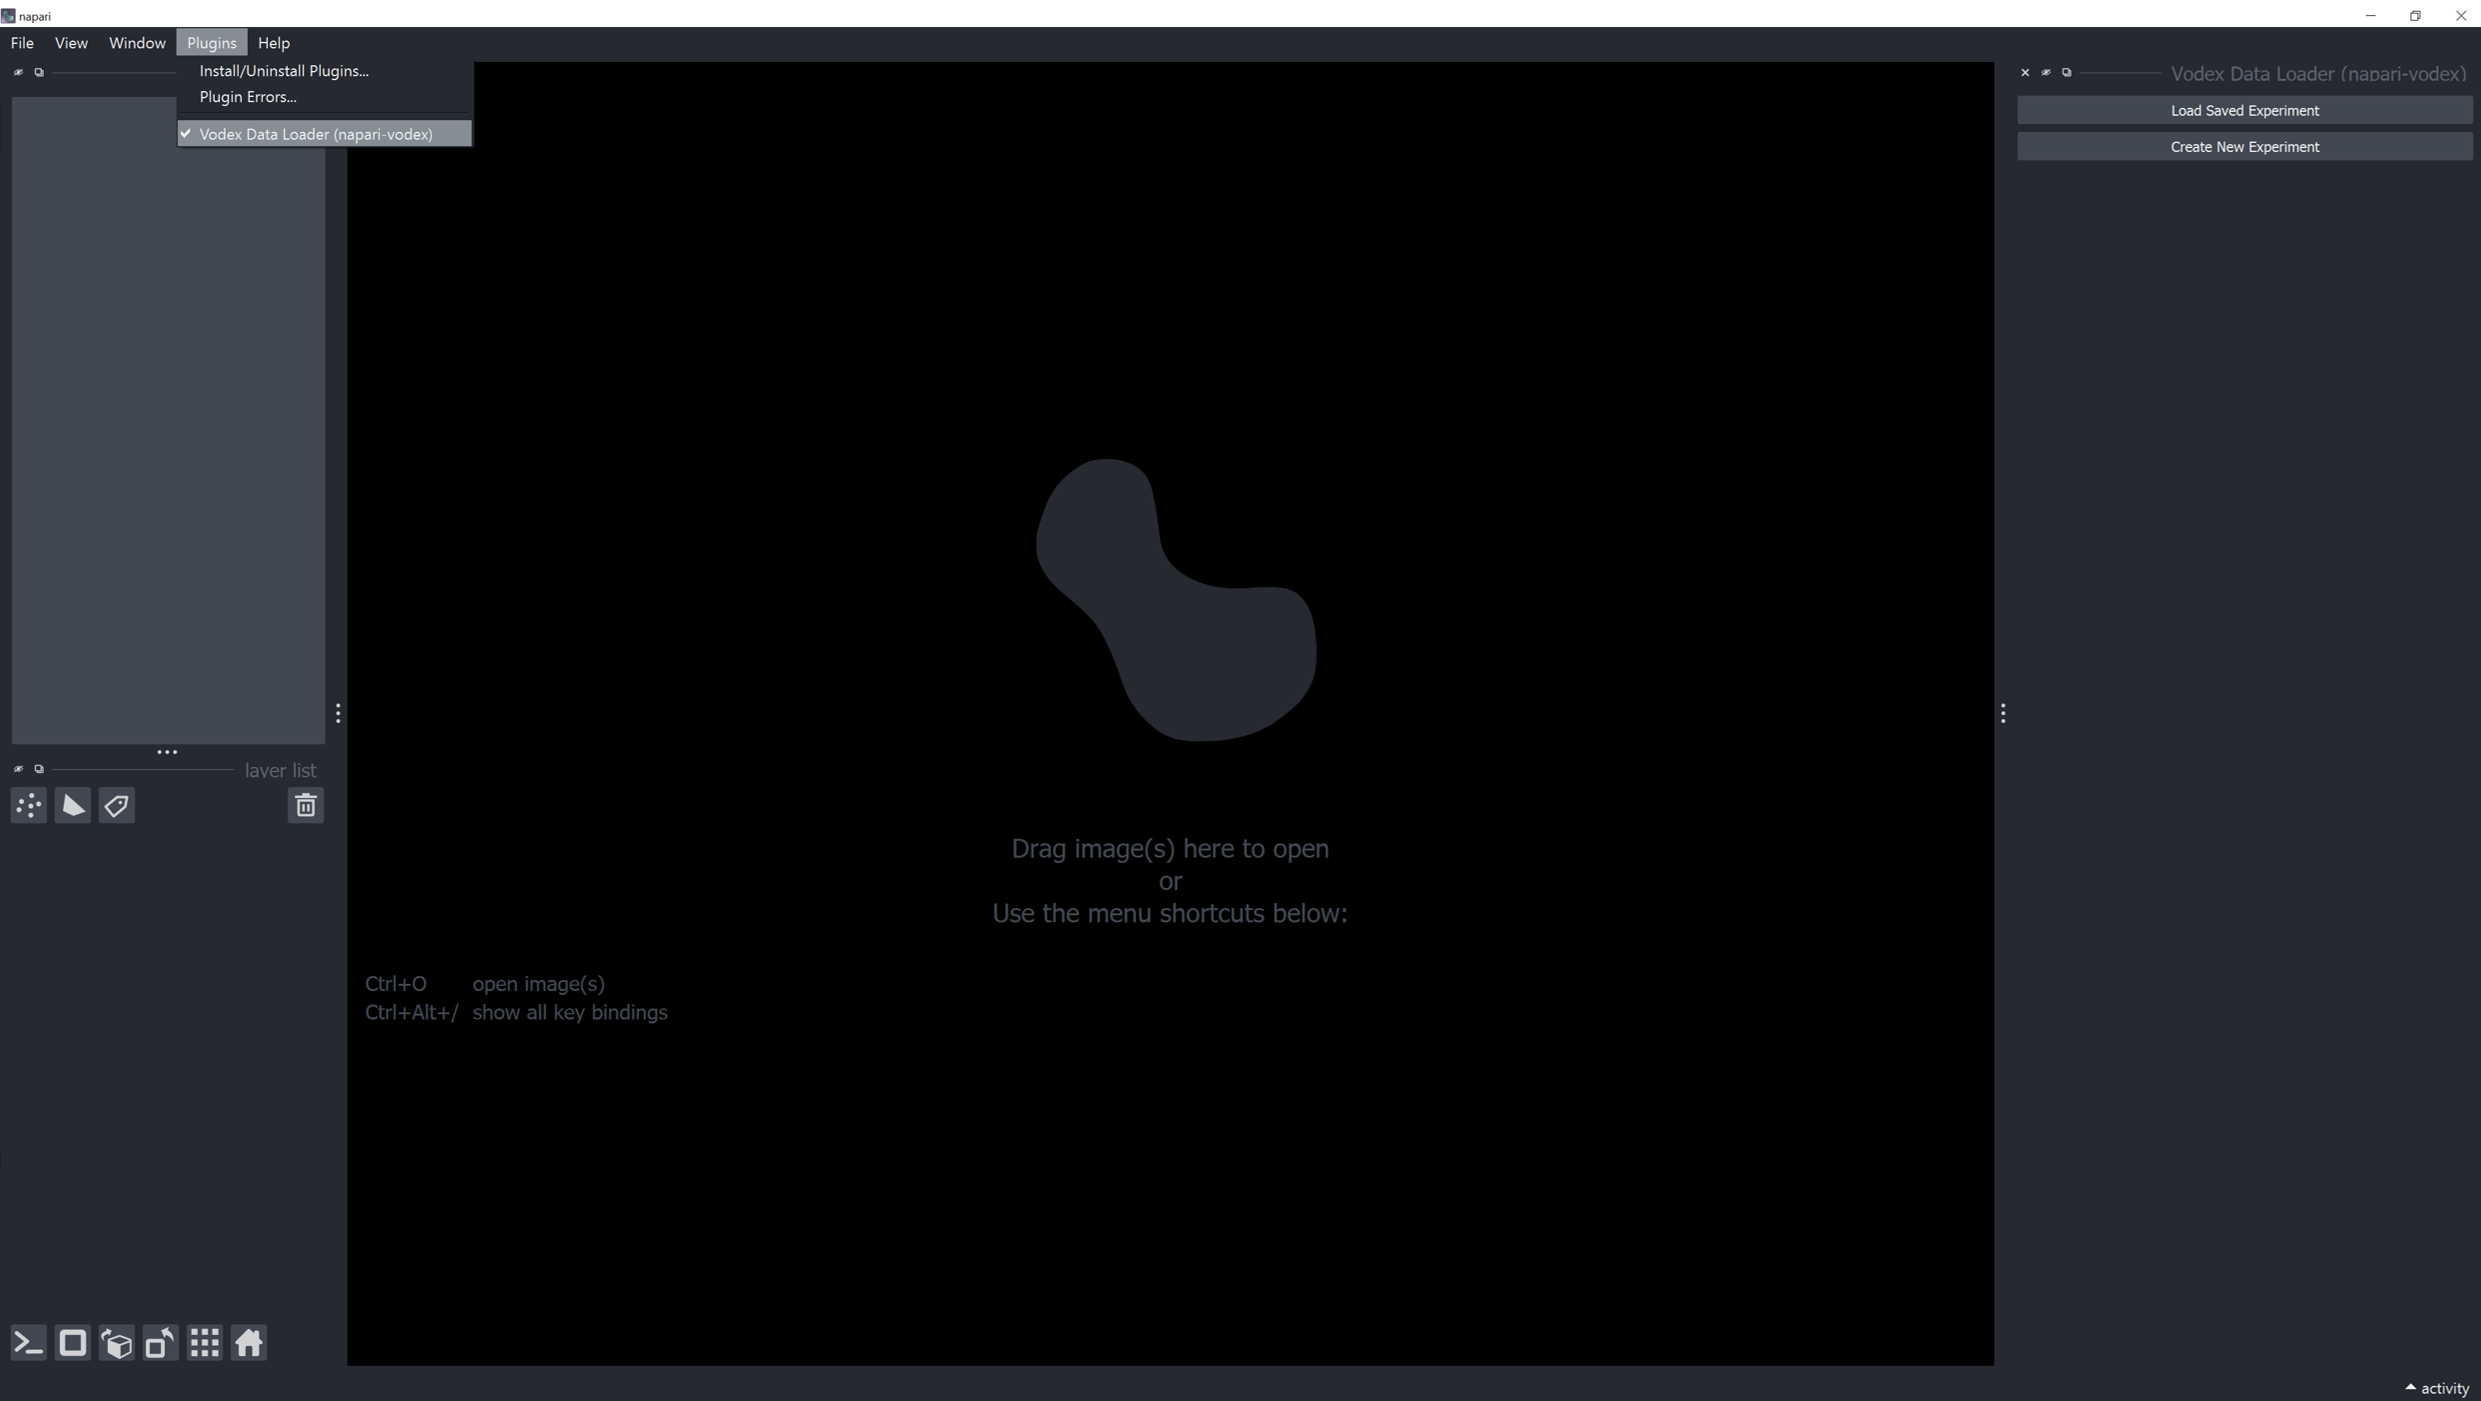 napari
File View Window Plugins Help
Install/Uninstall Plugins...
Plugin Errors...
Vodex Data Loader (napari-vodex)
Vodex Data Loader (napari-vodex)
Load Saved Experiment
Create New Experiment
layer list
Drag image(s) here to open
or
Use the menu shortcuts below:
Ctrl+O open image(s)
Ctrl+Alt+/ show all key bindings
activity